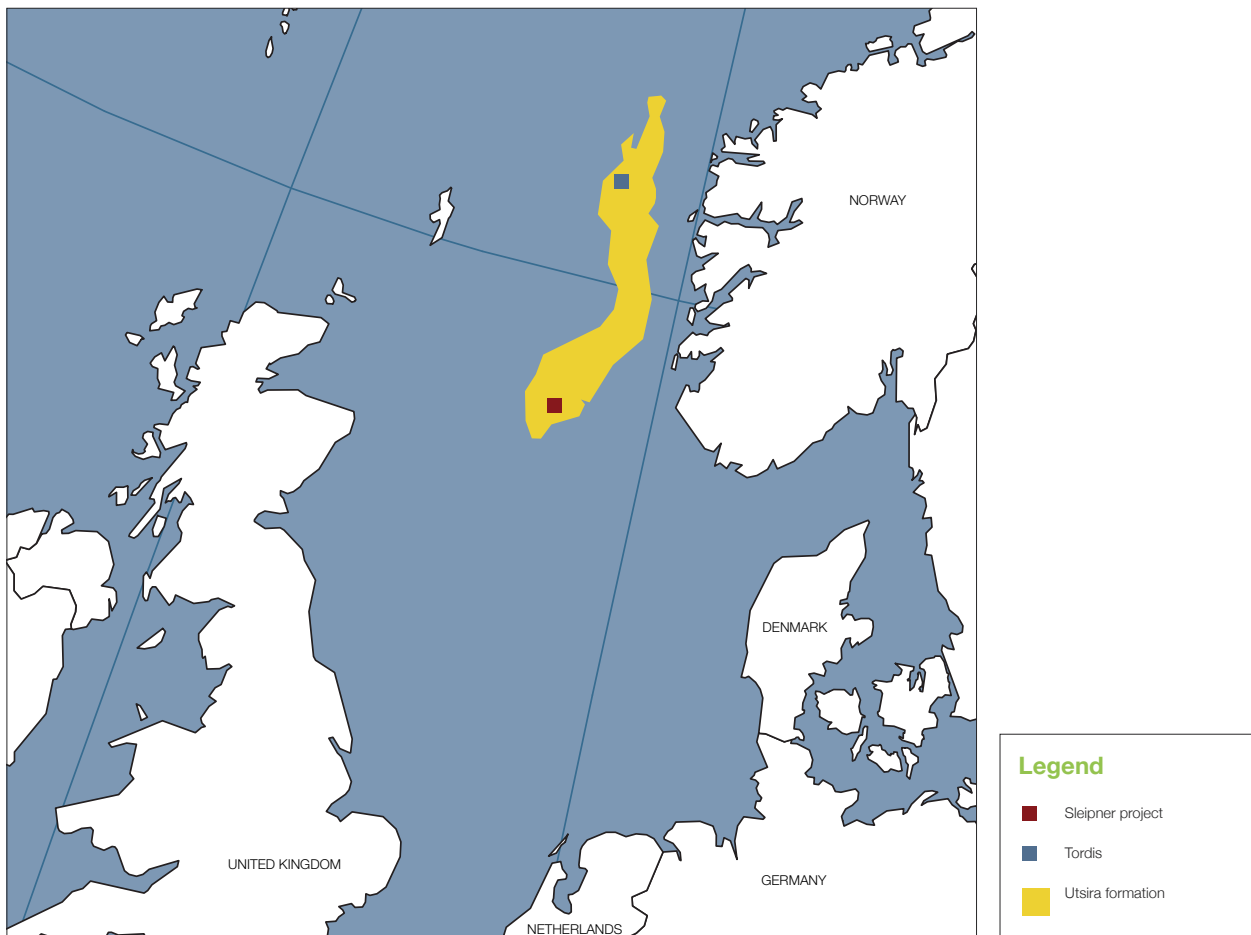 NORWAY
DENMARK
UNITED KINGDOM
GERMANY
NETHERLANDS
Legend
Sleipner project
Tordis
Utsira formation